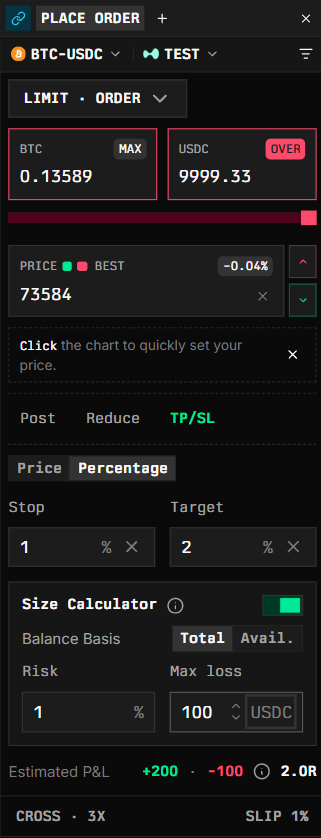 PLACE ORDER
BTC-USDC TEST
LIMIT · ORDER
BTC MAX USDC OVER
0.13589 9999.33
PRICE BEST -0.04%
73584
Click the chart to quickly set your
price.
Post Reduce TP/SL
Price Percentage
Stop Target
1 % 2 %
Size Calculator
Balance Basis Total Avail.
Risk Max loss
1 % 100 USDC
Estimated P&L +200 · -100 2.0R
CROSS · 3X SLIP 1%